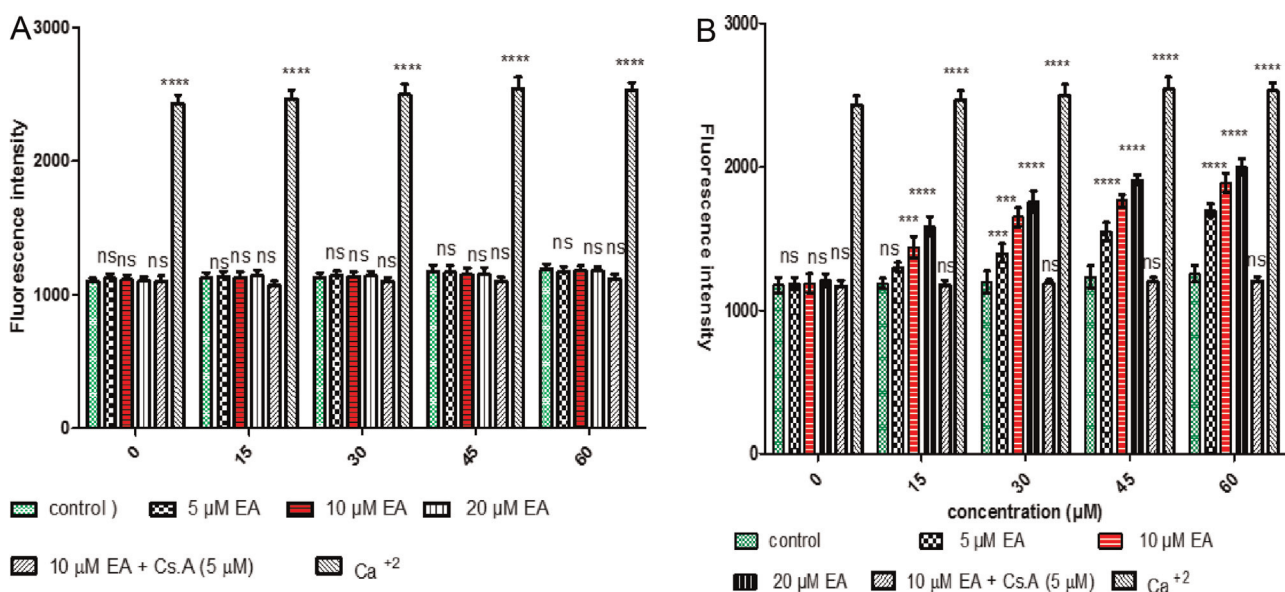 A
Fluorescence intensity
3000
2000
1000
0
**** **** **** **** ****
ns ns ns ns
ns ns ns
ns ns ns
ns ns ns
ns ns ns
0 15 30 45 60
control )
5 µM EA
10 µM EA
20 µM EA
10 µM EA + Cs.A (5 µM)
Ca +2
B
Fluorescence intensity
3000
2000
1000
0
**** **** **** ****
ns ns ns
ns *** **** ns
*** *** **** ns
**** **** ns
**** **** ns
0 15 30 45 60
concentration (µM)
control
5 µM EA
10 µM EA
20 µM EA
10 µM EA + Cs.A (5 µM)
Ca +2